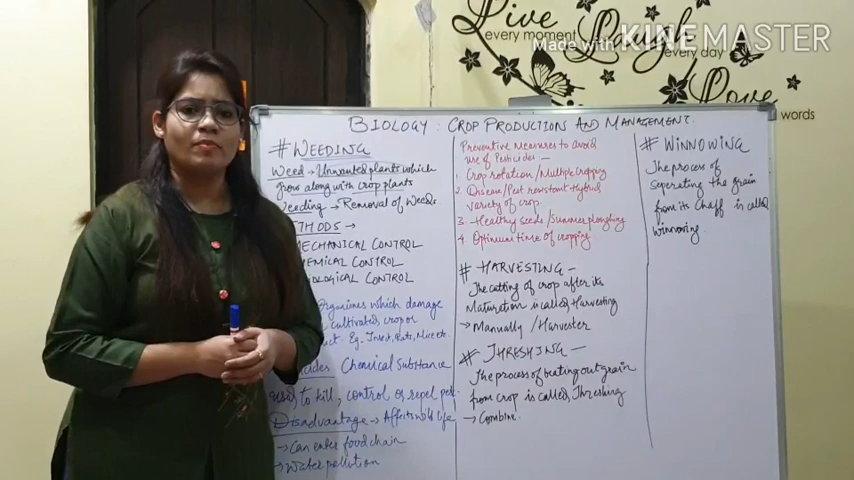 Live
every moment
Laugh
every day
Love
words
Made with KINEMASTER
BIOLOGY: CROP PRODUCTION AND MANAGEMENT
# WEEDING
Weed → Unwanted plants which
grow along with crop plants
Weeding → Removal of Weeds
THODS →
MECHANICAL CONTROL
HEMICAL CONTROL
OLOGICAL CONTROL
Organisms which damage
cultivated crop or
Eg. Insect, Rats, Mice etc.
Chemical Substance
used to kill, control or repel pest
Disadvantage → Affects wild life
→ Can enter food chain
→ Water pollution
Preventive Measures to avoid
use of Pesticides —
1. Crop rotation / Multiple cropping
2. Disease / Pest resistant Hybrid
variety of crop.
3. Healthy seeds / Summer ploughing
4. Optimum time of cropping
# HARVESTING —
The cutting of crop after its
Maturation is called Harvesting
→ Manually / Harvester
# THRESHING —
The process of beating out grain
from crop is called, Threshing
→ Combine.
# WINNOWING
The process of
seperating the grain
from its chaff is called
winnowing.